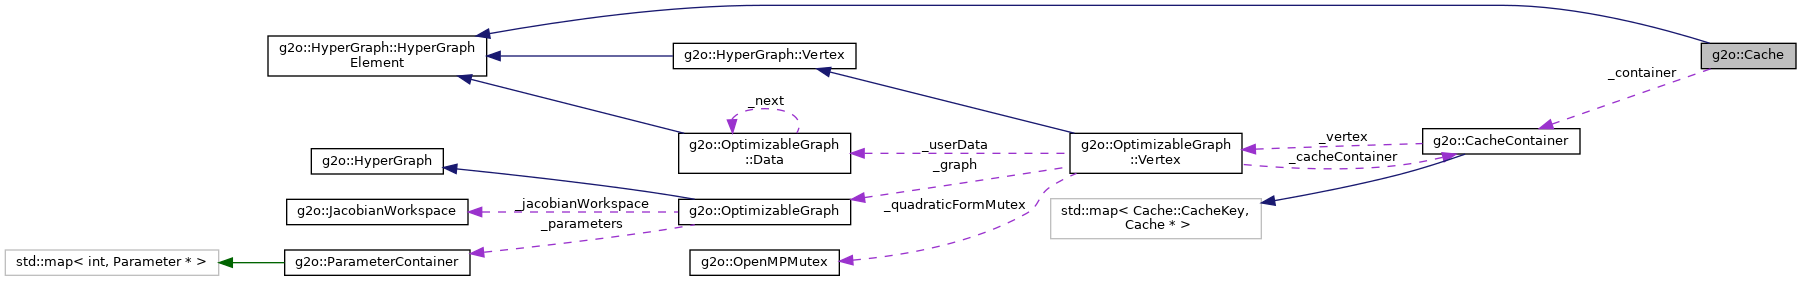 g2o::HyperGraph::HyperGraph
Element
g2o::HyperGraph::Vertex
g2o::Cache
_container
_next
g2o::OptimizableGraph
::Data
_userData
_graph
g2o::OptimizableGraph
::Vertex
_vertex
_cacheContainer
g2o::CacheContainer
g2o::HyperGraph
g2o::JacobianWorkspace
_jacobianWorkspace
_parameters
g2o::OptimizableGraph
_quadraticFormMutex
std::map< Cache::CacheKey,
Cache * >
std::map< int, Parameter * >
g2o::ParameterContainer
g2o::OpenMPMutex